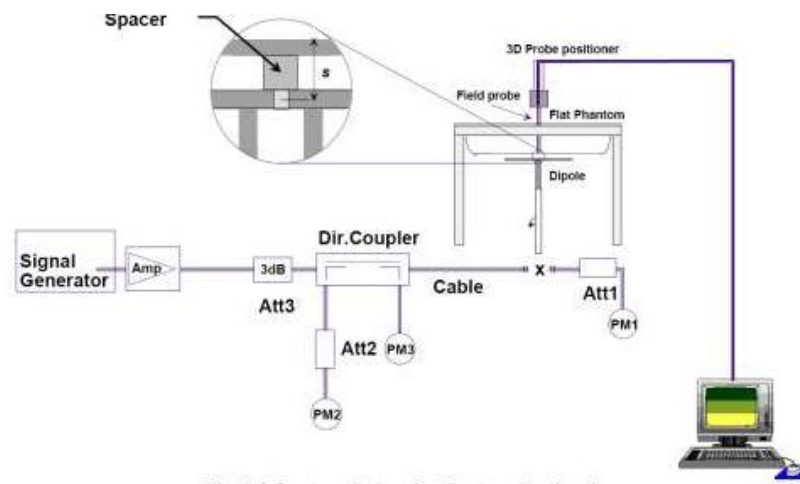 Spacer
s
3D Probe positioner
Field probe
Flat Phantom
Dipole
Signal
Generator
Amp
3dB
Att3
Dir.Coupler
Cable
x
Att1
PM1
Att2
PM3
PM2